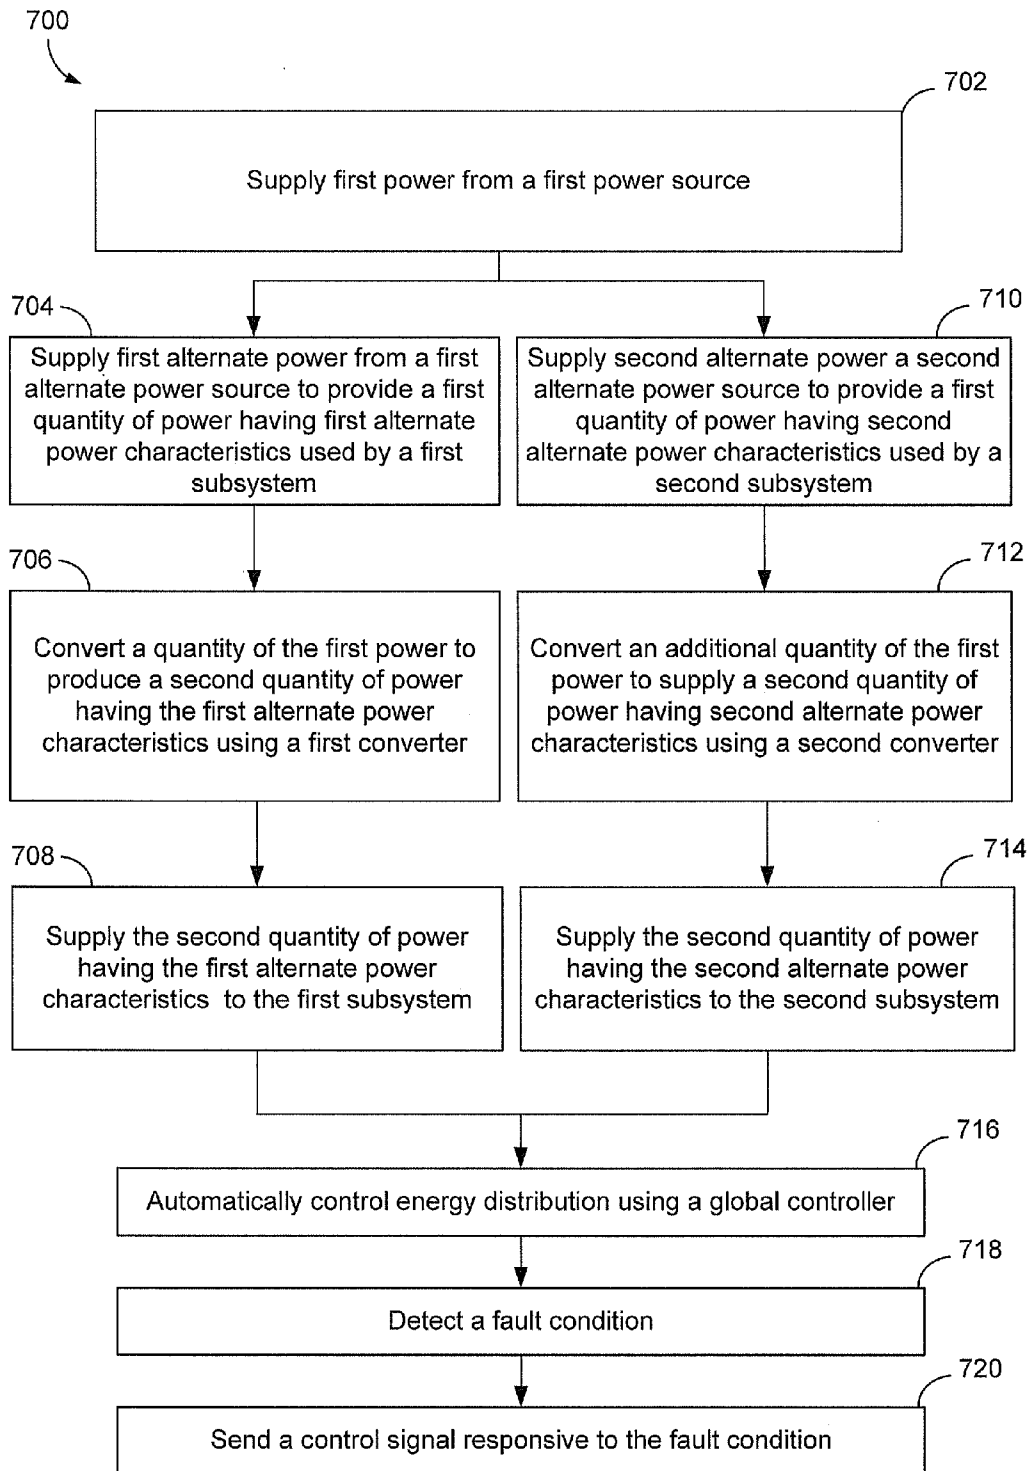 700
702
Supply first power from a first power source
704
Supply first alternate power from a first
alternate power source to provide a first
quantity of power having first alternate
power characteristics used by a first
subsystem
710
Supply second alternate power a second
alternate power source to provide a first
quantity of power having second
alternate power characteristics used by a
second subsystem
706
Convert a quantity of the first power to
produce a second quantity of power
having the first alternate power
characteristics using a first converter
712
Convert an additional quantity of the first
power to supply a second quantity of
power having second alternate power
characteristics using a second converter
708
Supply the second quantity of power
having the first alternate power
characteristics to the first subsystem
714
Supply the second quantity of power
having the second alternate power
characteristics to the second subsystem
716
Automatically control energy distribution using a global controller
718
Detect a fault condition
720
Send a control signal responsive to the fault condition